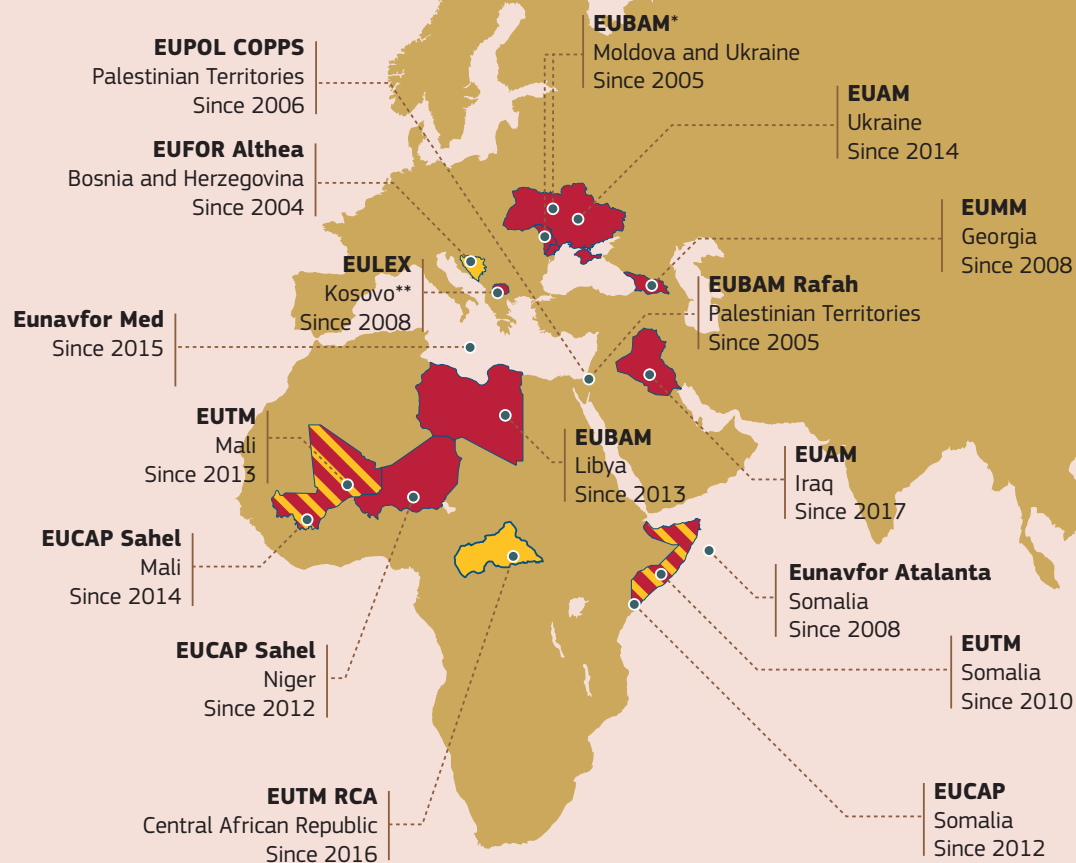 EUPOL COPPS
Palestinian Territories
Since 2006
EUBAM*
Moldova and Ukraine
Since 2005
EUAM
Ukraine
Since 2014
EUFOR Althea
Bosnia and Herzegovina
Since 2004
EUMM
Georgia
Since 2008
EULEX
Kosovo**
Since 2008
EUBAM Rafah
Palestinian Territories
Since 2005
Eunavfor Med
Since 2015
EUTM
Mali
Since 2013
EUBAM
Libya
Since 2013
EUAM
Iraq
Since 2017
EUCAP Sahel
Mali
Since 2014
Eunavfor Atalanta
Somalia
Since 2008
EUCAP Sahel
Niger
Since 2012
EUTM
Somalia
Since 2010
EUTM RCA
Central African Republic
Since 2016
EUCAP
Somalia
Since 2012